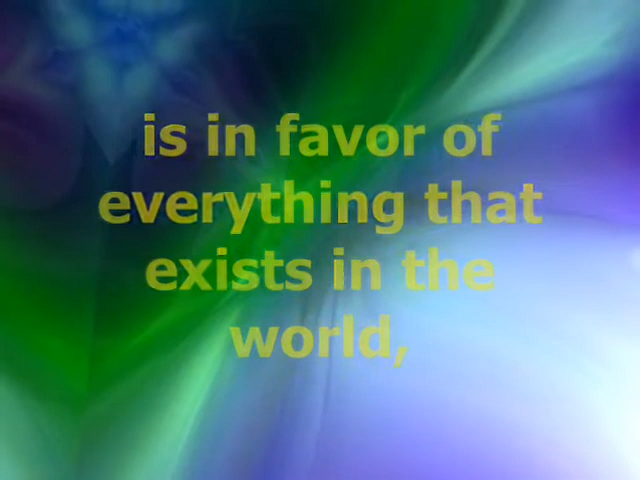 is in favor of
everything that
exists in the
world,